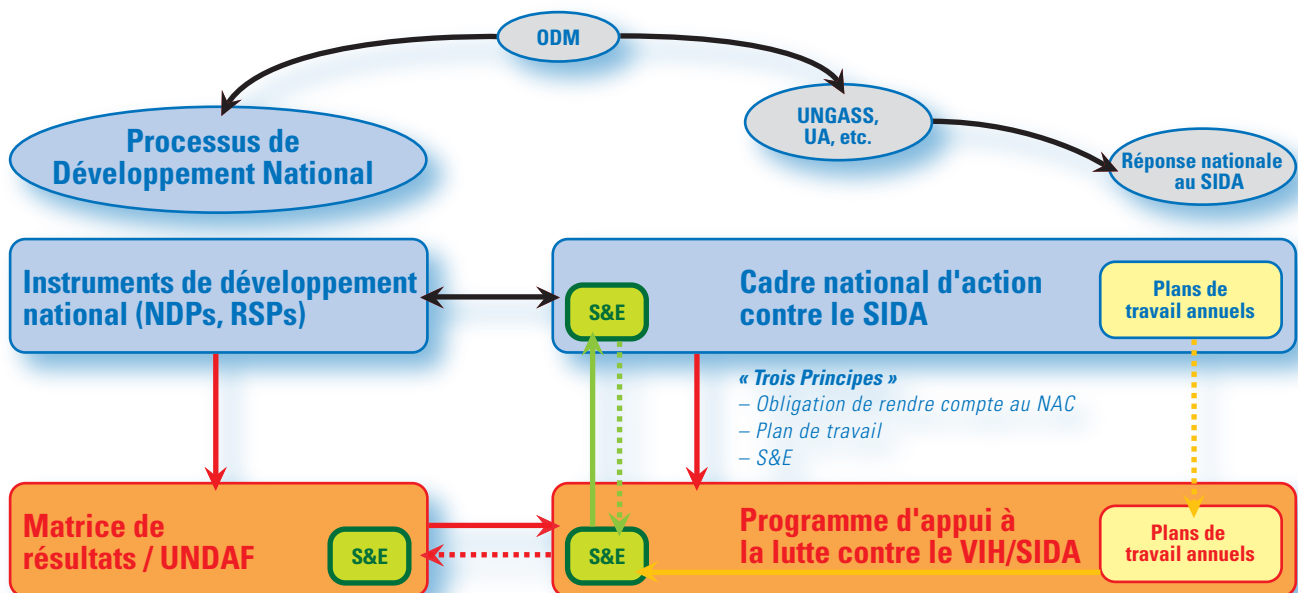 ODM
UNGASS,
UA, etc.
Processus de
Développement National
Réponse nationale
au SIDA
Instruments de développement
national (NDPs, RSPs)
S&E
Cadre national d'action
contre le SIDA
Plans de
travail annuels
« Trois Principes »
– Obligation de rendre compte au NAC
– Plan de travail
– S&E
Matrice de
résultats / UNDAF
S&E
S&E
Programme d'appui à
la lutte contre le VIH/SIDA
Plans de
travail annuels